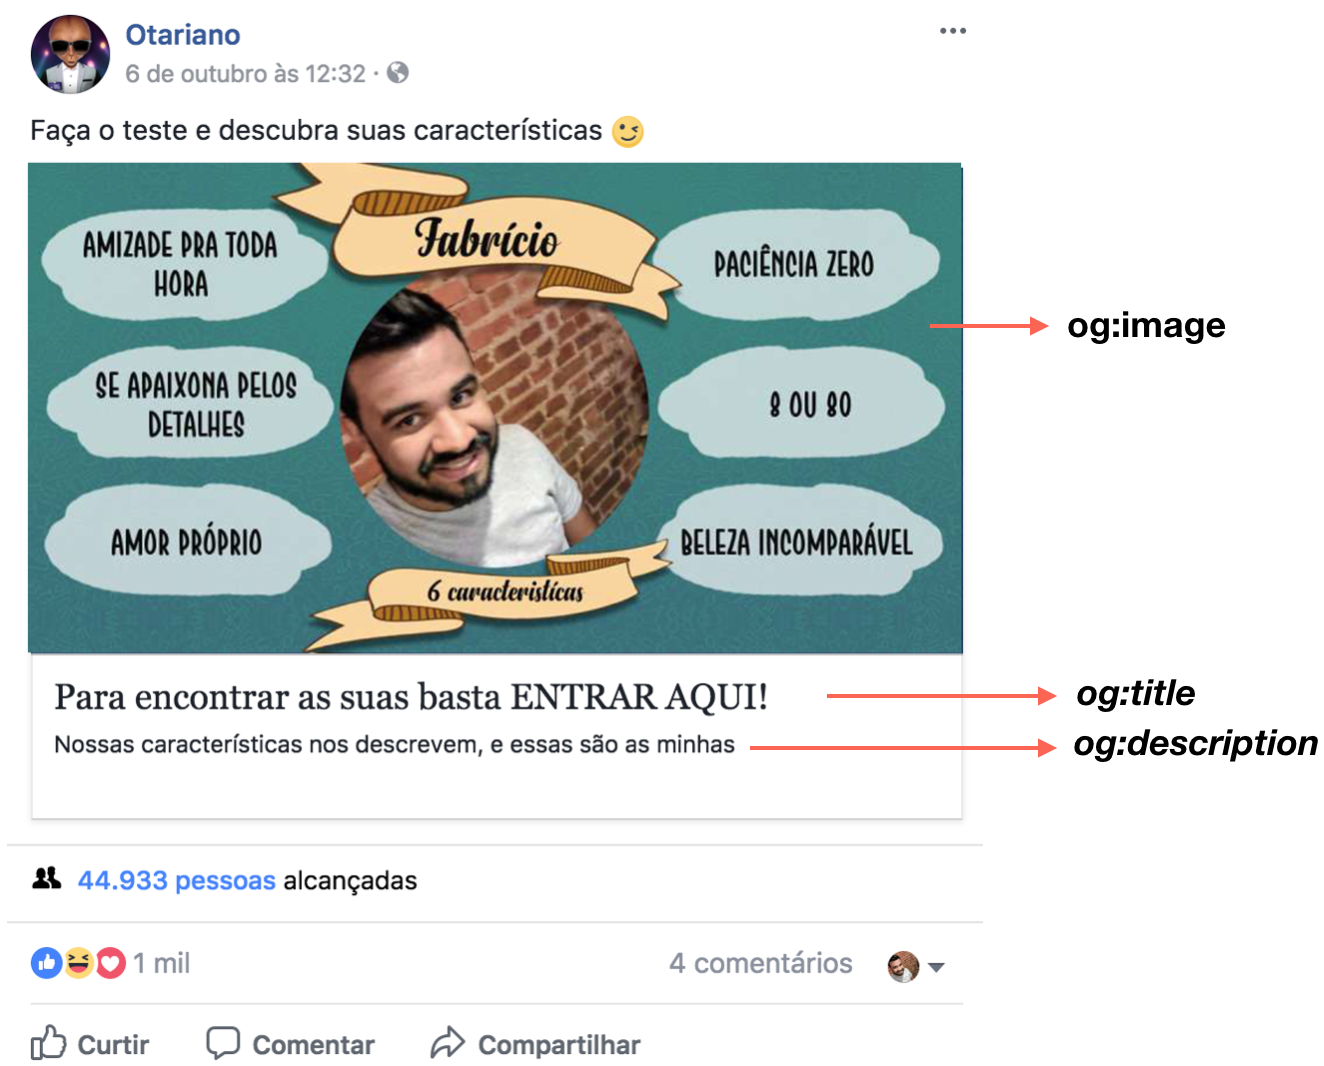 Otariano
6 de outubro às 12:32 ·
Faça o teste e descubra suas características 😉
Fabrício
AMIZADE PRA TODA
HORA
PACIÊNCIA ZERO
og:image
SE APAIXONA PELOS
DETALHES
8 OU 80
AMOR PRÓPRIO
BELEZA INCOMPARÁVEL
6 características
Para encontrar as suas basta ENTRAR AQUI!
og:title
Nossas características nos descrevem, e essas são as minhas
og:description
44.933 pessoas alcançadas
1 mil
4 comentários
Curtir
Comentar
Compartilhar